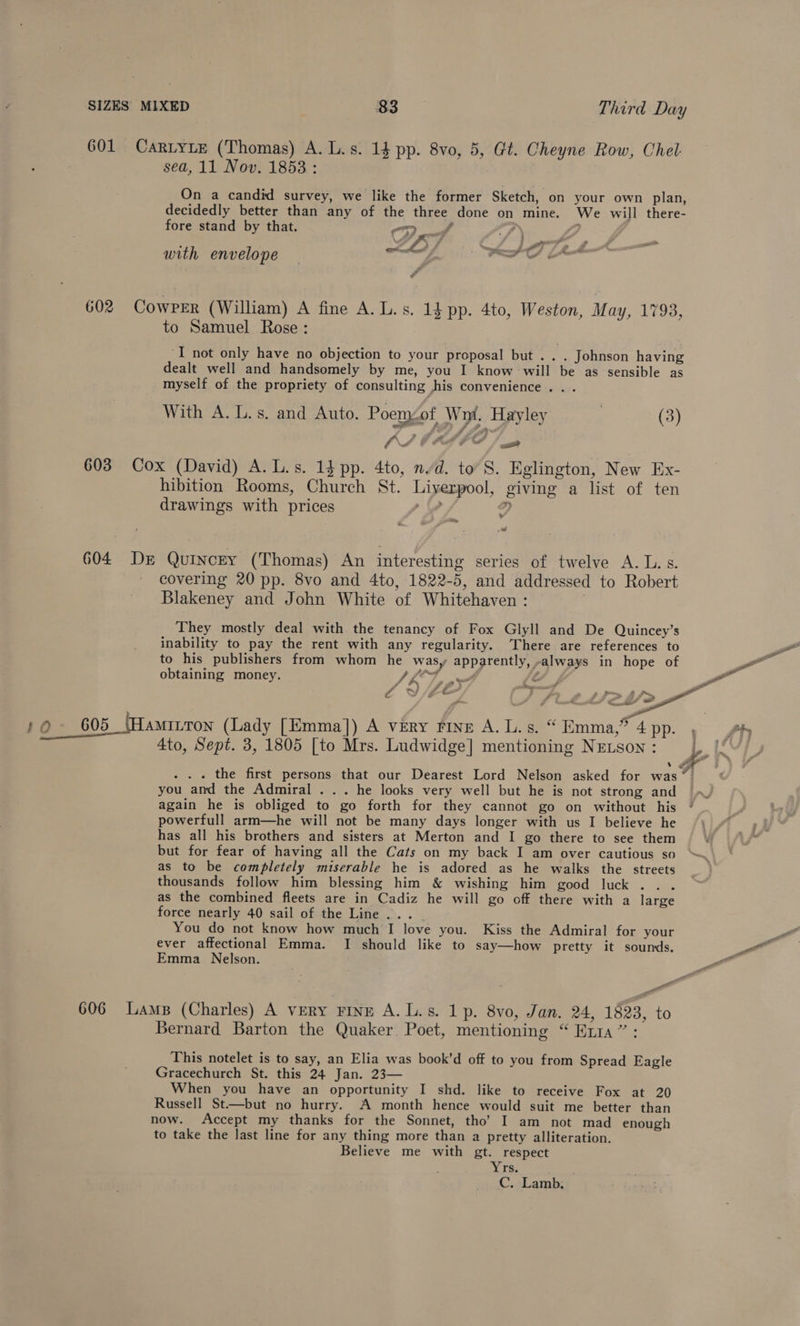 SIZES MIXED 83 Third Day
601 CARLYLE (Thomas) A. L. s. 1½ pp. 8vo, 5, Gt. Cheyne Row, Chel
sea, 11 Nov. 1853 :
On a candid survey, we like the former Sketch, on your own plan,
decidedly better than any of the three done on mine. We will there-
fore stand by that.
with envelope
602 COWPER (William) A fine A. L. s. 1½ pp. 4to, Weston, May, 1793,
to Samuel Rose :
I not only have no objection to your proposal but . . . Johnson having
dealt well and handsomely by me, you I know will be as sensible as
myself of the propriety of consulting his convenience . . .
With A. L. s. and Auto. Poem of Wm. Hayley (3)
603 COX (David) A. L. s. 1½ pp. 4to, n.d. to S. Eglington, New Ex-
hibition Rooms, Church St. Liverpool, giving a list of ten
drawings with prices
604 DE QUINCEY (Thomas) An interesting series of twelve A. L. s.
covering 20 pp. 8vo and 4to, 1822-5, and addressed to Robert
Blakeney and John White of Whitehaven :
They mostly deal with the tenancy of Fox Glyll and De Quincey's
inability to pay the rent with any regularity. There are references to
to his publishers from whom he was, apparently, always in hope of
obtaining money.
10 - 605 HAMILTON (Lady [Emma]) A VERY FINE A. L. s. “ Emma,” 4 pp.
4to, Sept. 3, 1805 [to Mrs. Ludwidge] mentioning NELSON :
. . . the first persons that our Dearest Lord Nelson asked for was
you and the Admiral . . . he looks very well but he is not strong and
again he is obliged to go forth for they cannot go on without his
powerfull arm—he will not be many days longer with us I believe he
has all his brothers and sisters at Merton and I go there to see them
but for fear of having all the Cats on my back I am over cautious so
as to be completely miserable he is adored as he walks the streets
thousands follow him blessing him & wishing him good luck . . .
as the combined fleets are in Cadiz he will go off there with a large
force nearly 40 sail of the Line . . .
You do not know how much I love you. Kiss the Admiral for your
ever affectional Emma. I should like to say—how pretty it sounds.
Emma Nelson.
606 LAMB (Charles) A VERY FINE A. L. s. 1 p. 8vo, Jan. 24, 1823, to
Bernard Barton the Quaker Poet, mentioning “ ELIA ” :
This notelet is to say, an Elia was book'd off to you from Spread Eagle
Gracechurch St. this 24 Jan. 23—
When you have an opportunity I shd. like to receive Fox at 20
Russell St.—but no hurry. A month hence would suit me better than
now. Accept my thanks for the Sonnet, tho' I am not mad enough
to take the last line for any thing more than a pretty alliteration.
Believe me with gt. respect
Yrs.
C. Lamb.